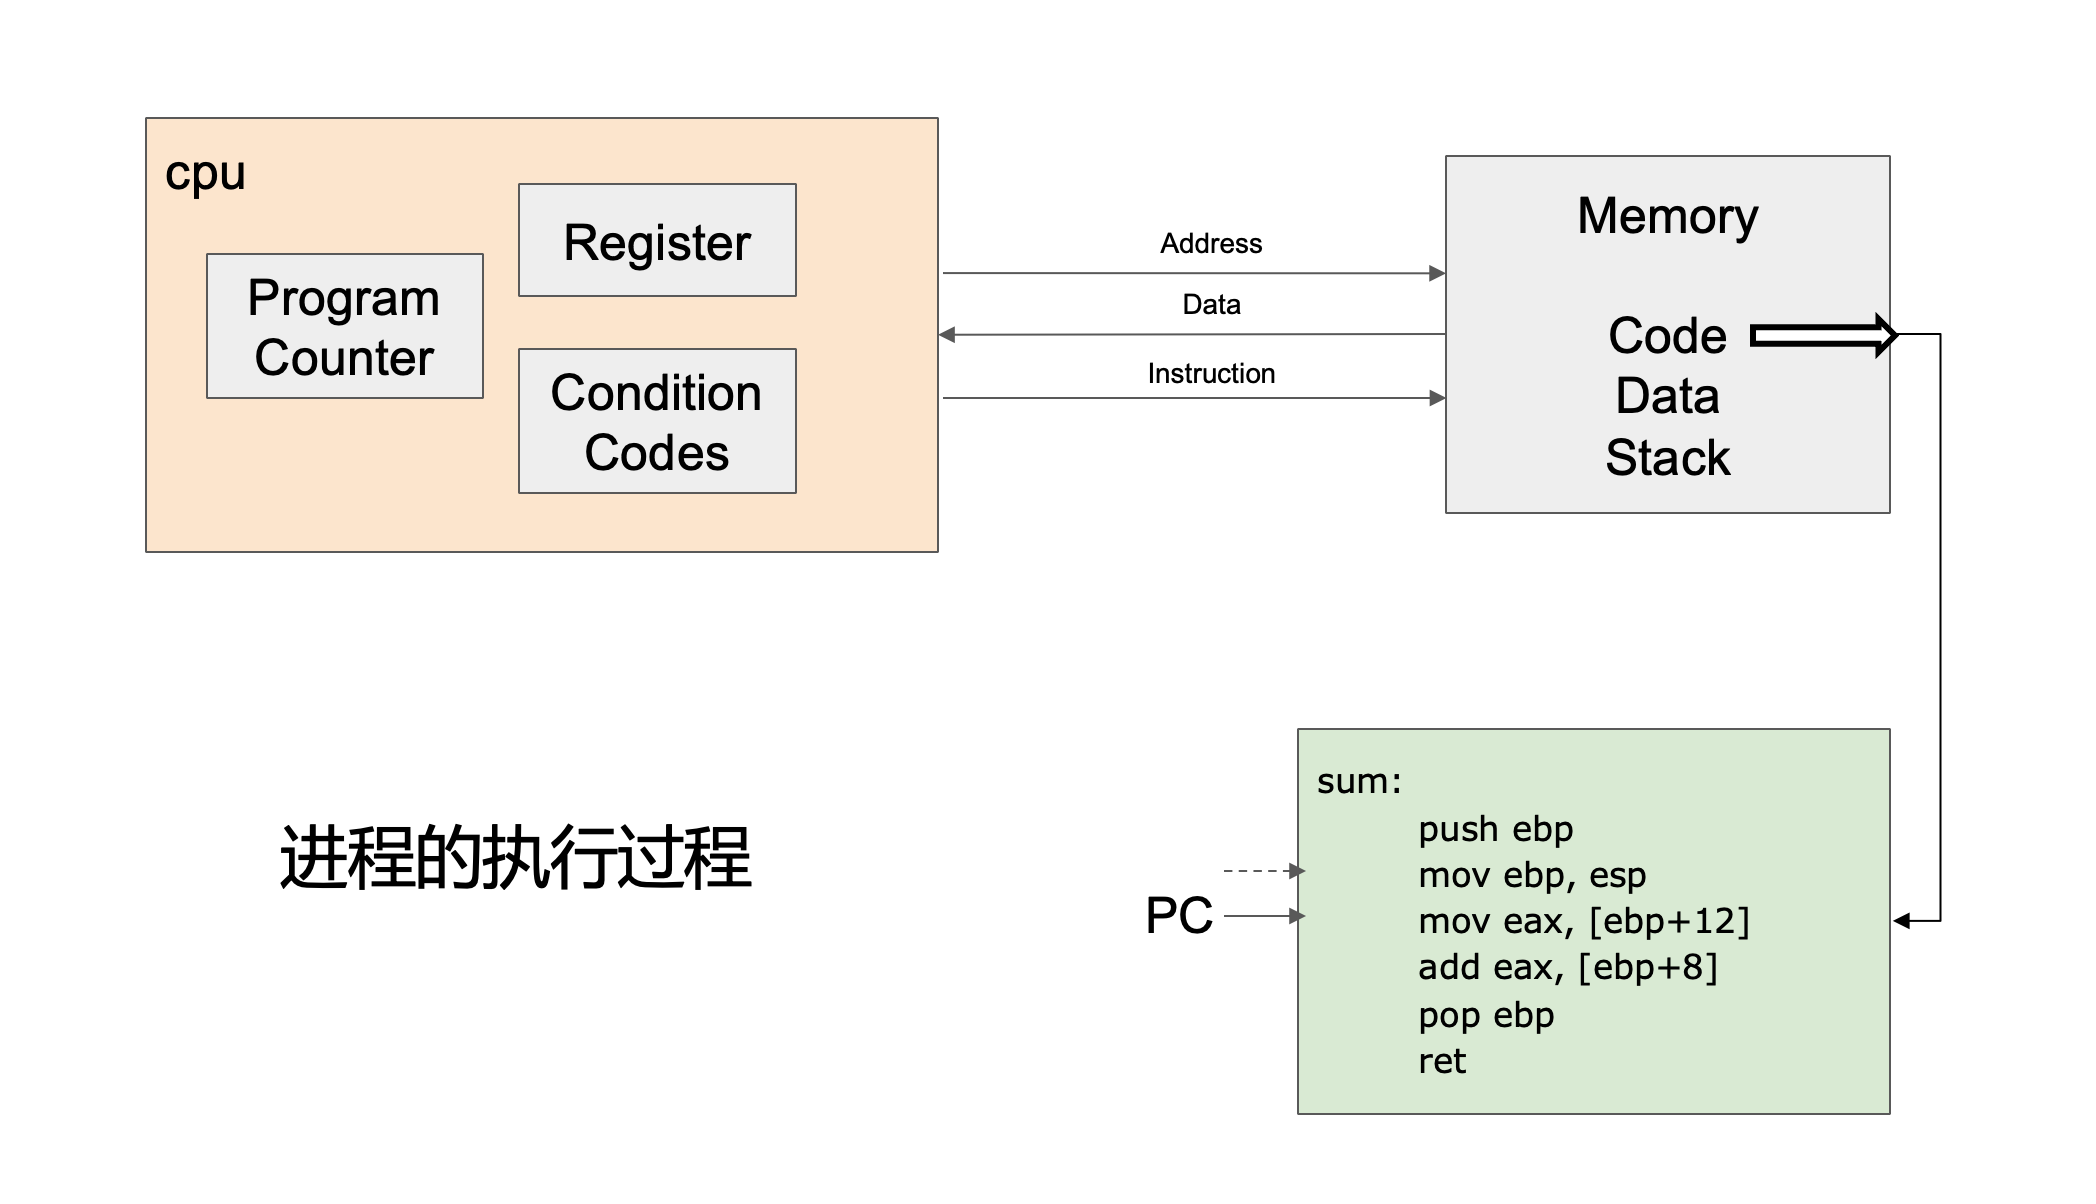 cpu
Register
Program
Counter
Condition
Codes
Address
Data
Instruction
Memory
Code
Data
Stack
进程的执行过程
PC
sum:
push ebp
mov ebp, esp
mov eax, [ebp+12]
add eax, [ebp+8]
pop ebp
ret